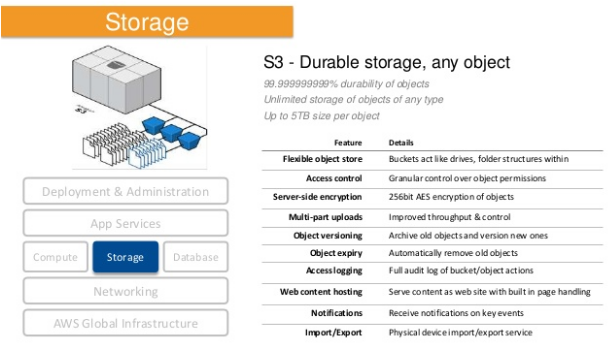 Storage
S3
S3 - Durable storage, any object
99.999999999% durability of objects
Unlimited storage of objects of any type
Up to 5TB size per object
Feature Details
Flexible object store Buckets act like drives, folder structures within
Access control Granular control over object permissions
Server-side encryption 256bit AES encryption of objects
Multi-part uploads Improved throughput & control
Object versioning Archive old objects and version new ones
Object expiry Automatically remove old objects
Access logging Full audit log of bucket/object actions
Web content hosting Serve content as web site with built in page handling
Notifications Receive notifications on key events
Import/Export Physical device import/export service
Deployment & Administration
App Services
Compute Storage Database
Networking
AWS Global Infrastructure